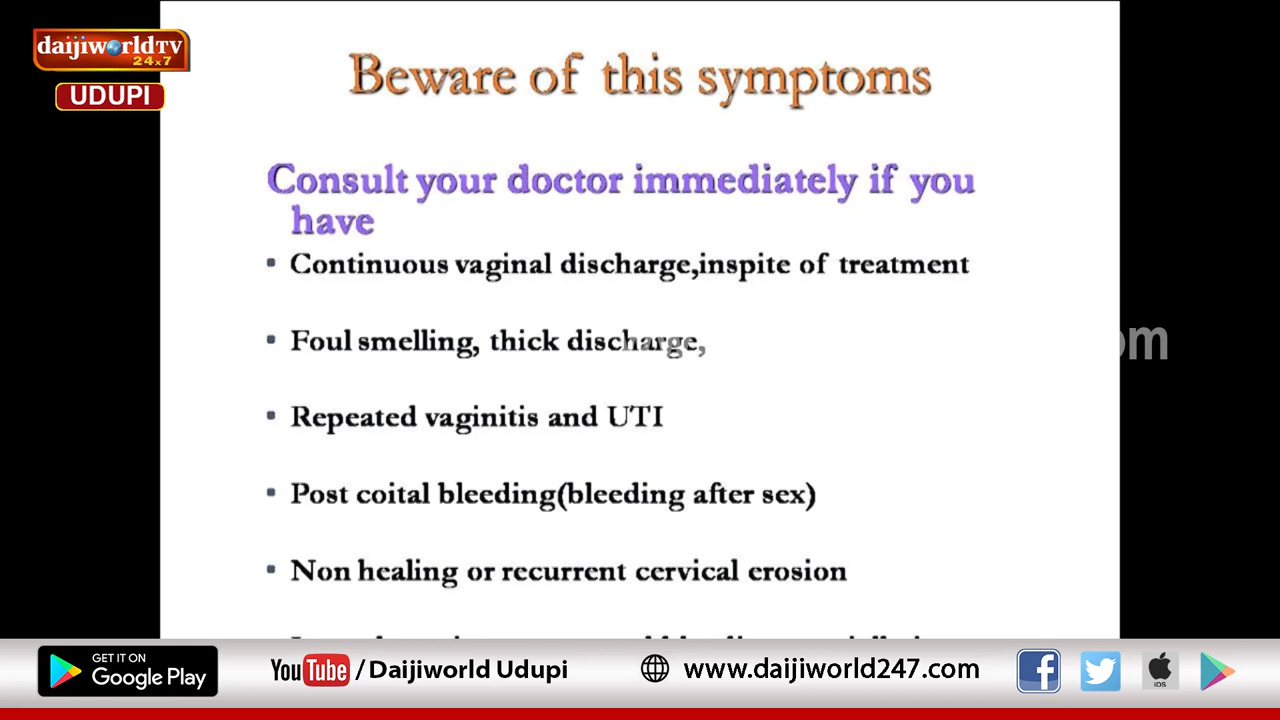 daijiworldTV
24x7
UDUPI
Beware of this symptoms
Consult your doctor immediately if you
have
Continuous vaginal discharge,inspite of treatment
Foul smelling, thick discharge,
om
Repeated vaginitis and UTI
Post coital bleeding(bleeding after sex)
Non healing or recurrent cervical erosion
GET IT ON
Google Play
YouTube / Daijiworld Udupi
www.daijiworld247.com
iOS